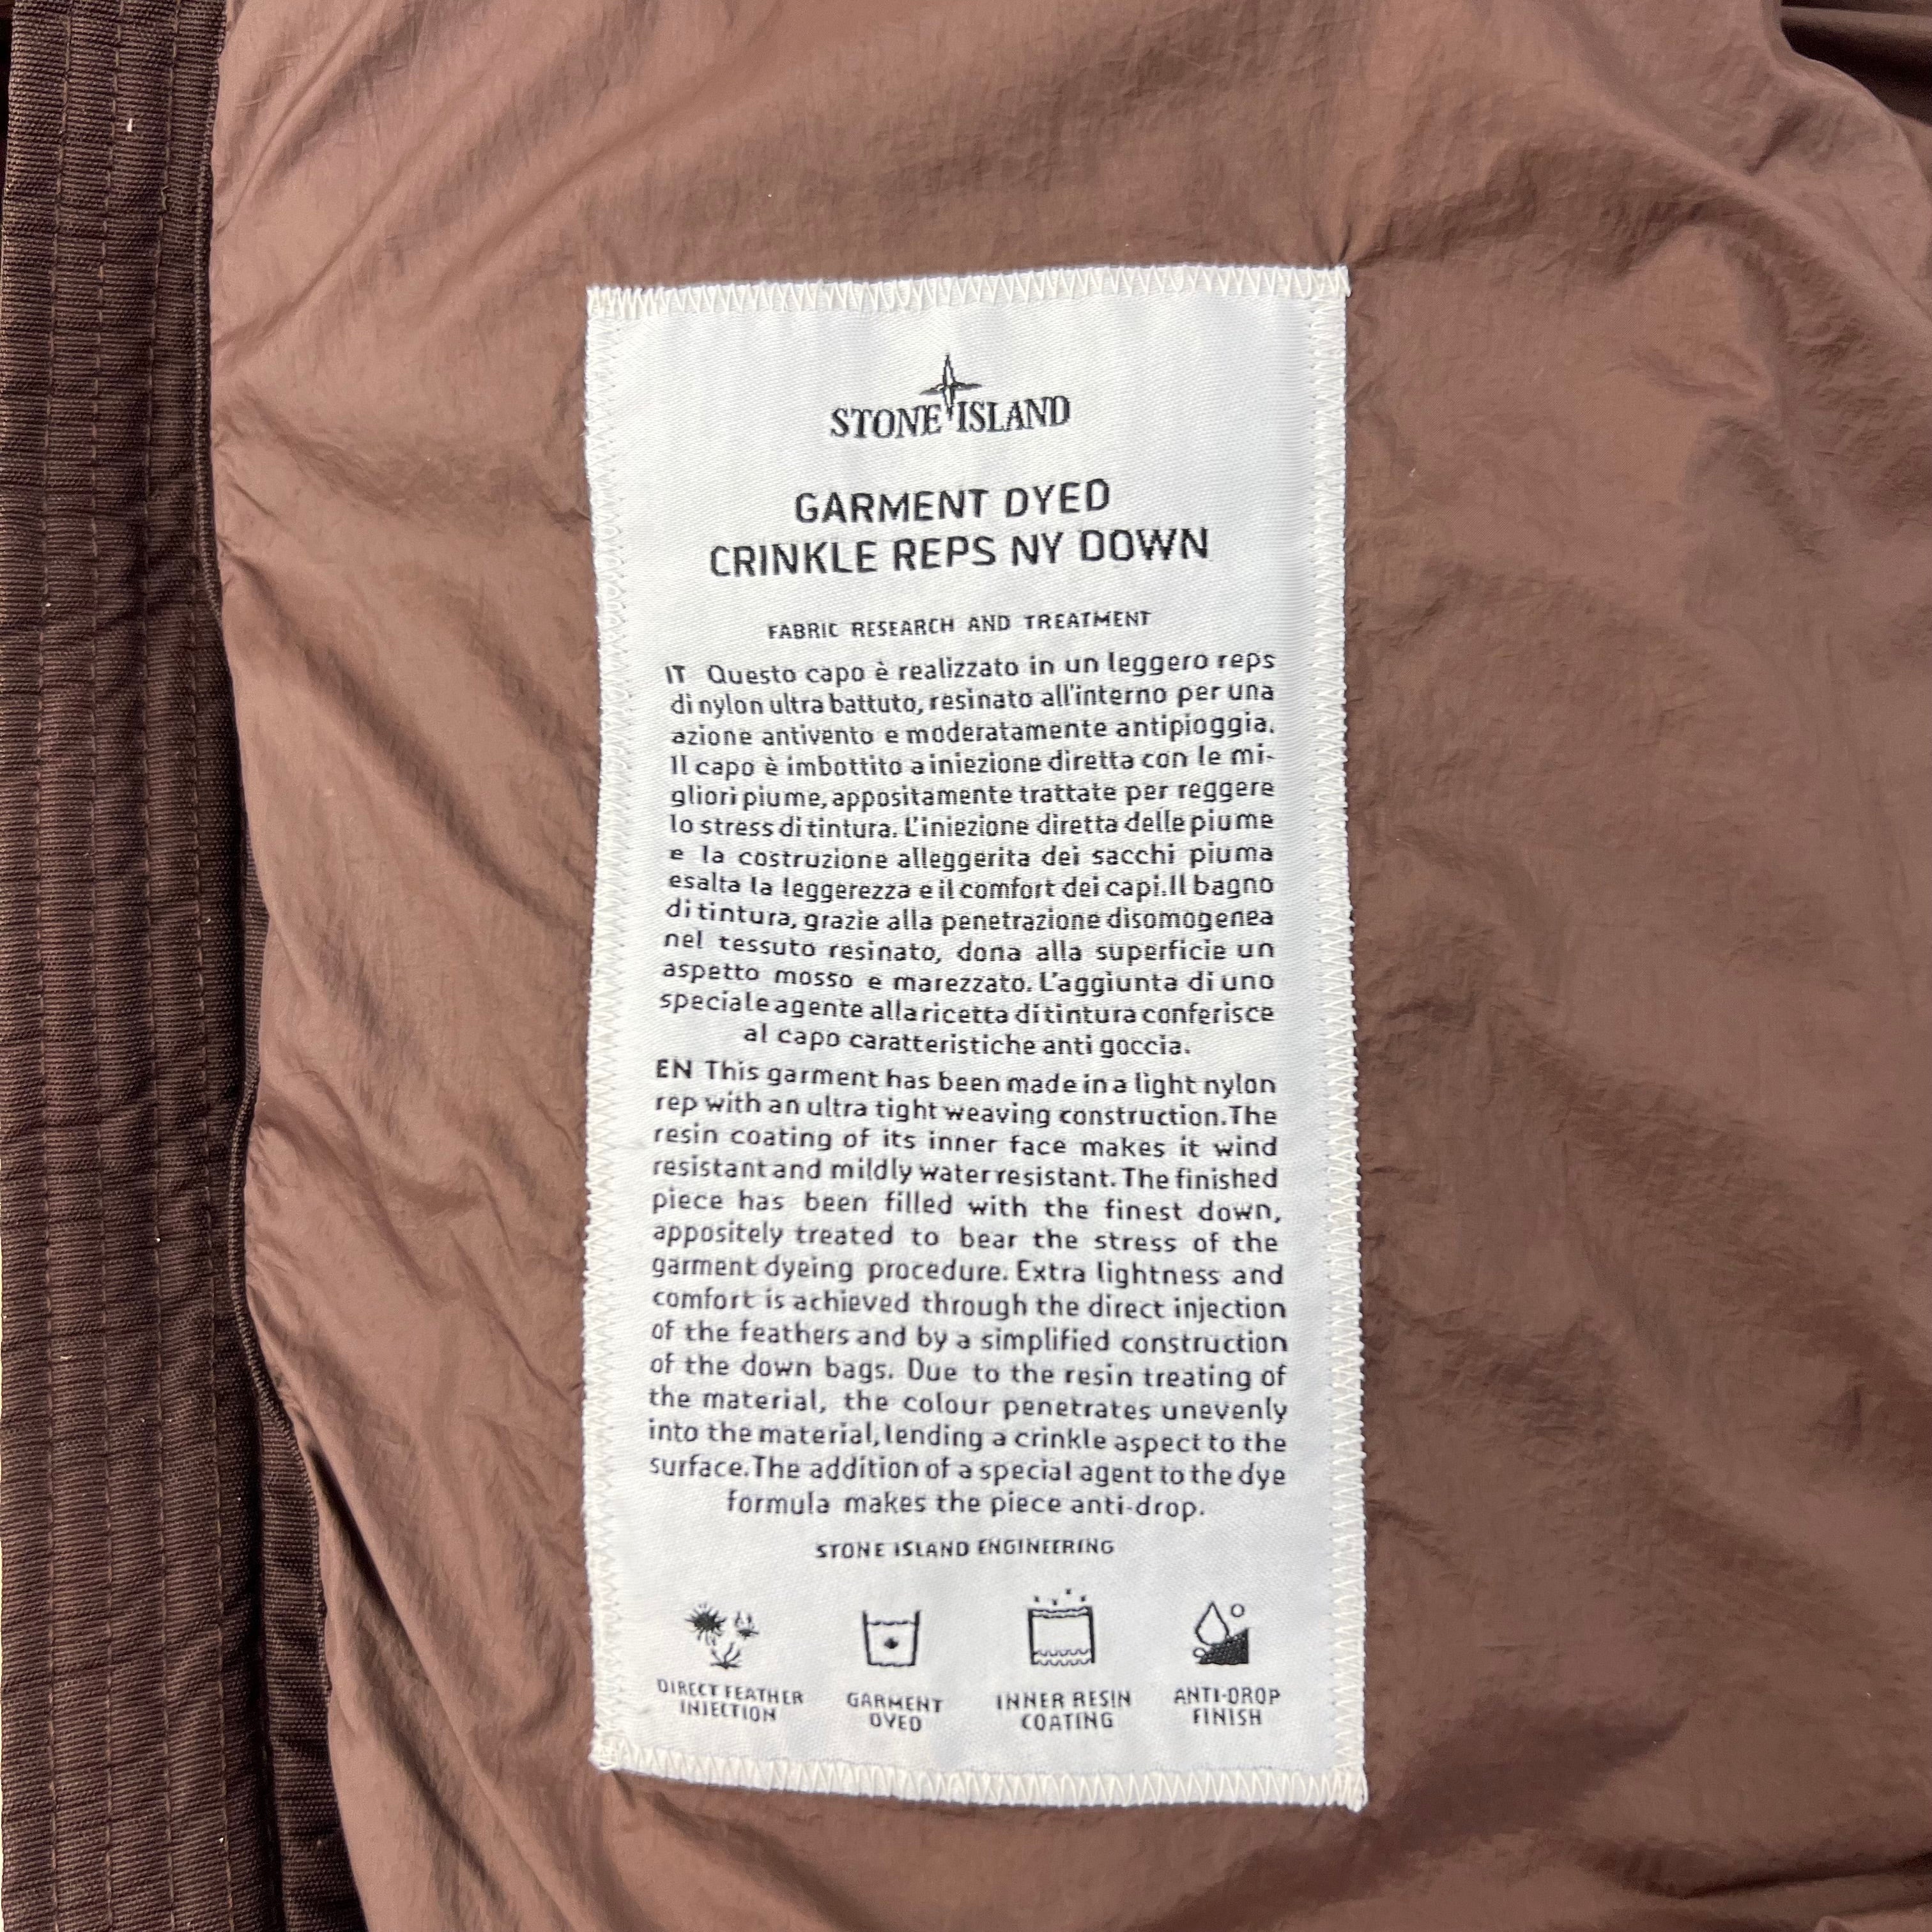 STONE ISLAND
GARMENT DYED
CRINKLE REPS NY DOWN
FABRIC RESEARCH AND TREATMENT
IT Questo capo è realizzato in un leggero reps
di nylon ultra battuto, resinato all'interno per una
azione antivento e moderatamente antipioggia.
Il capo è imbottito a iniezione diretta con le mi-
gliori piume, appositamente trattate per reggere
lo stress di tintura. L'iniezione diretta delle piume
e la costruzione alleggerita dei sacchi piuma
esalta la leggerezza e il comfort dei capi. Il bagno
di tintura, grazie alla penetrazione disomogenea
nel tessuto resinato, dona alla superficie un
aspetto mosso e marezzato. L'aggiunta di uno
speciale agente alla ricetta di tintura conferisce
al capo caratteristiche anti goccia.
EN This garment has been made in a light nylon
rep with an ultra tight weaving construction. The
resin coating of its inner face makes it wind
resistant and mildly water resistant. The finished
piece has been filled with the finest down,
appositely treated to bear the stress of the
garment dyeing procedure. Extra lightness and
comfort is achieved through the direct injection
of the feathers and by a simplified construction
of the down bags. Due to the resin treating of
the material, the colour penetrates unevenly
into the material, lending a crinkle aspect to the
surface. The addition of a special agent to the dye
formula makes the piece anti-drop.
STONE ISLAND ENGINEERING
DIRECT FEATHER
INJECTION
GARMENT
DYED
INNER RESIN
COATING
ANTI-DROP
FINISH